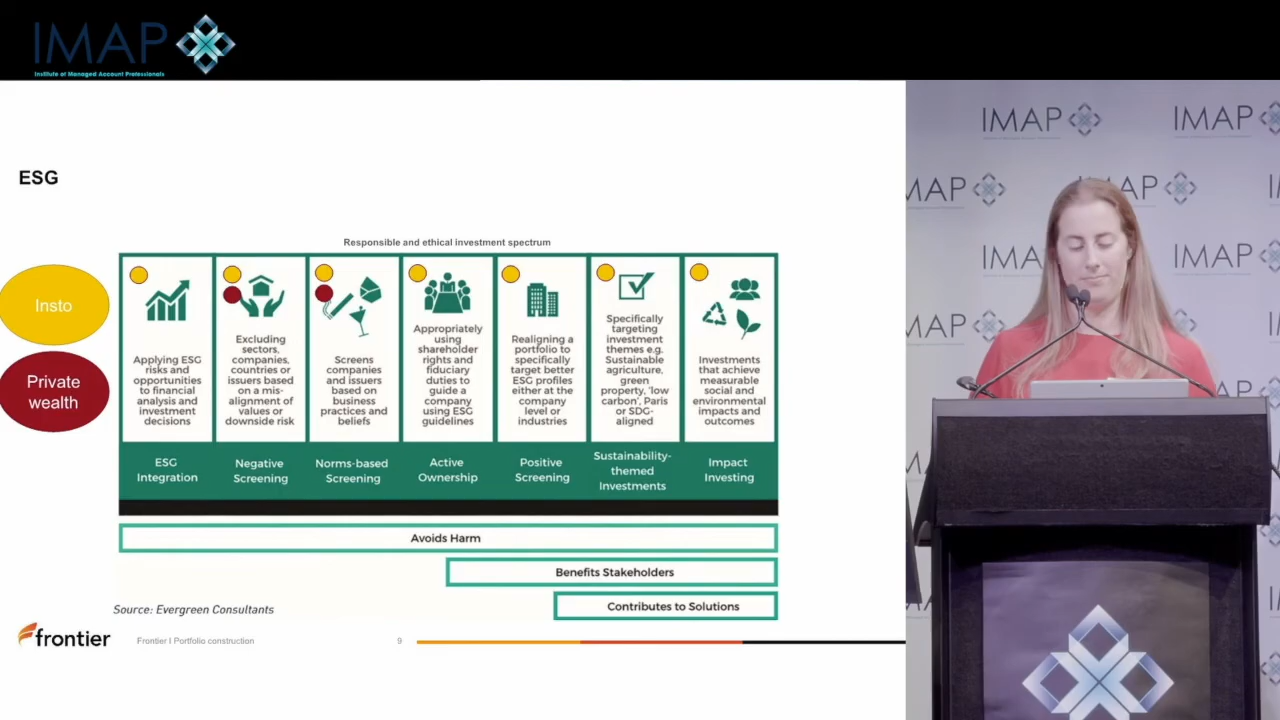 IMAP
Institute of Managed Account Professionals
ESG
Responsible and ethical investment spectrum
Insto
Private
wealth
Applying ESG
risks and
opportunities
to financial
analysis and
investment
decisions
ESG
Integration
Excluding
sectors,
companies,
countries or
issuers based
on a mis-
alignment of
values or
downside risk
Negative
Screening
Screens
companies
and issuers
based on
business
practices and
beliefs
Norms-based
Screening
Appropriately
using
shareholder
rights and
fiduciary
duties to
guide a
company
using ESG
guidelines
Active
Ownership
Realigning a
portfolio to
specifically
target better
ESG profiles
either at the
company
level or
industries
Positive
Screening
Specifically
targeting
investment
themes e.g.
Sustainable
agriculture,
green
property, 'low
carbon', Paris
or SDG-
aligned
Sustainability-
themed
Investments
Investments
that achieve
measurable
social and
environmental
impacts and
outcomes
Impact
Investing
Avoids Harm
Benefits Stakeholders
Contributes to Solutions
Source: Evergreen Consultants
frontier
Frontier I Portfolio construction
9
IMAP
IMAP
IMAP
IMAP
IMAP
IMAP
IMAP
IMAP